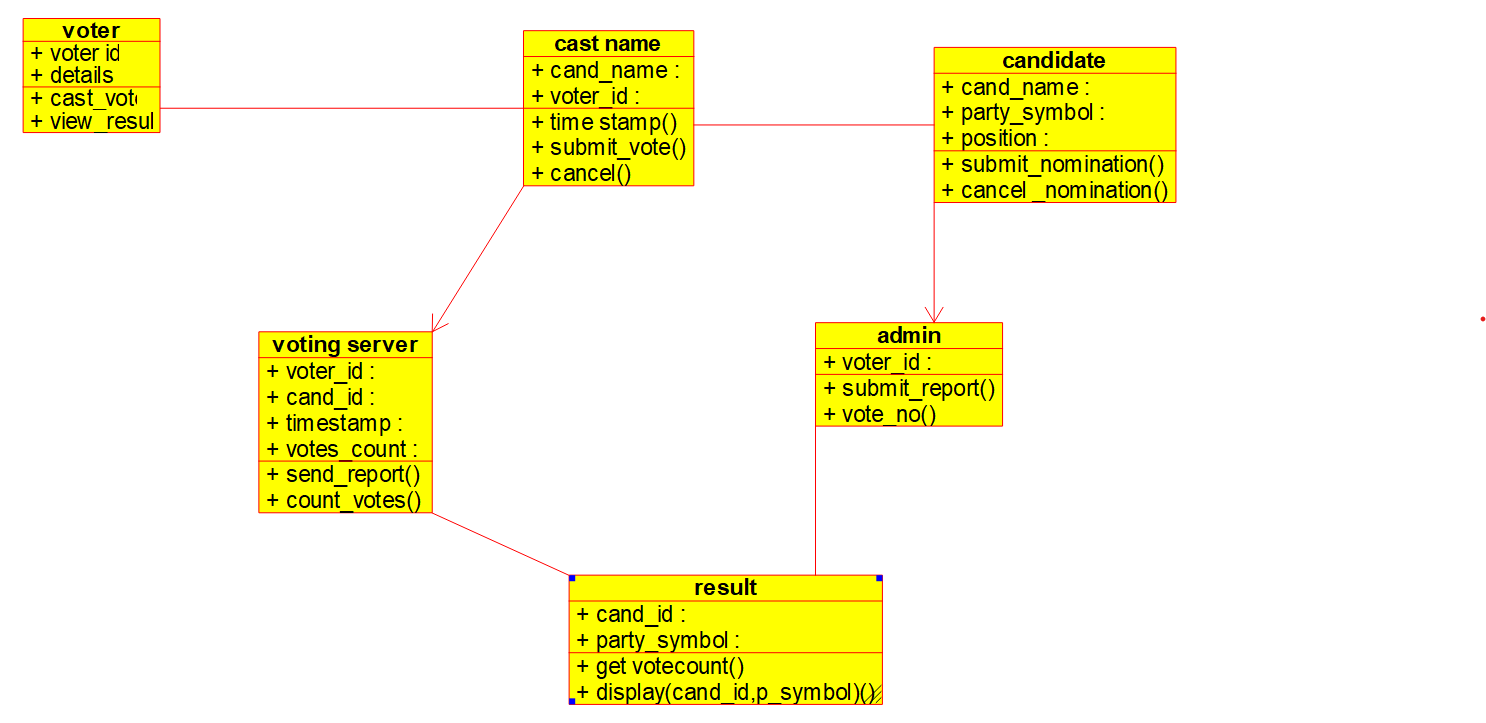 voter
+ voter id
+ details
+ cast_vot
+ view_resul
cast name
+ cand_name :
+ voter_id :
+ time stamp()
+ submit_vote()
+ cancel()
candidate
+ cand_name :
+ party_symbol :
+ position :
+ submit_nomination()
+ cancel _nomination()
voting server
+ voter_id :
+ cand_id :
+ timestamp :
+ votes_count :
+ send_report()
+ count_votes()
admin
+ voter_id :
+ submit_report()
+ vote_no()
result
+ cand_id :
+ party_symbol :
+ get votecount()
+ display(cand_id,p_symbol)()